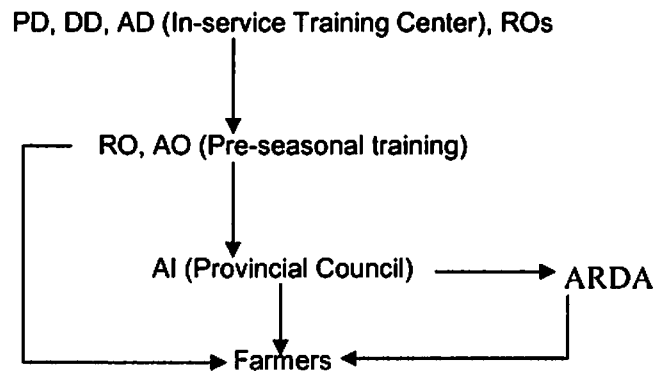 PD, DD, AD (In-service Training Center), ROs
RO, AO (Pre-seasonal training)
AI (Provincial Council)
ARDA
Farmers